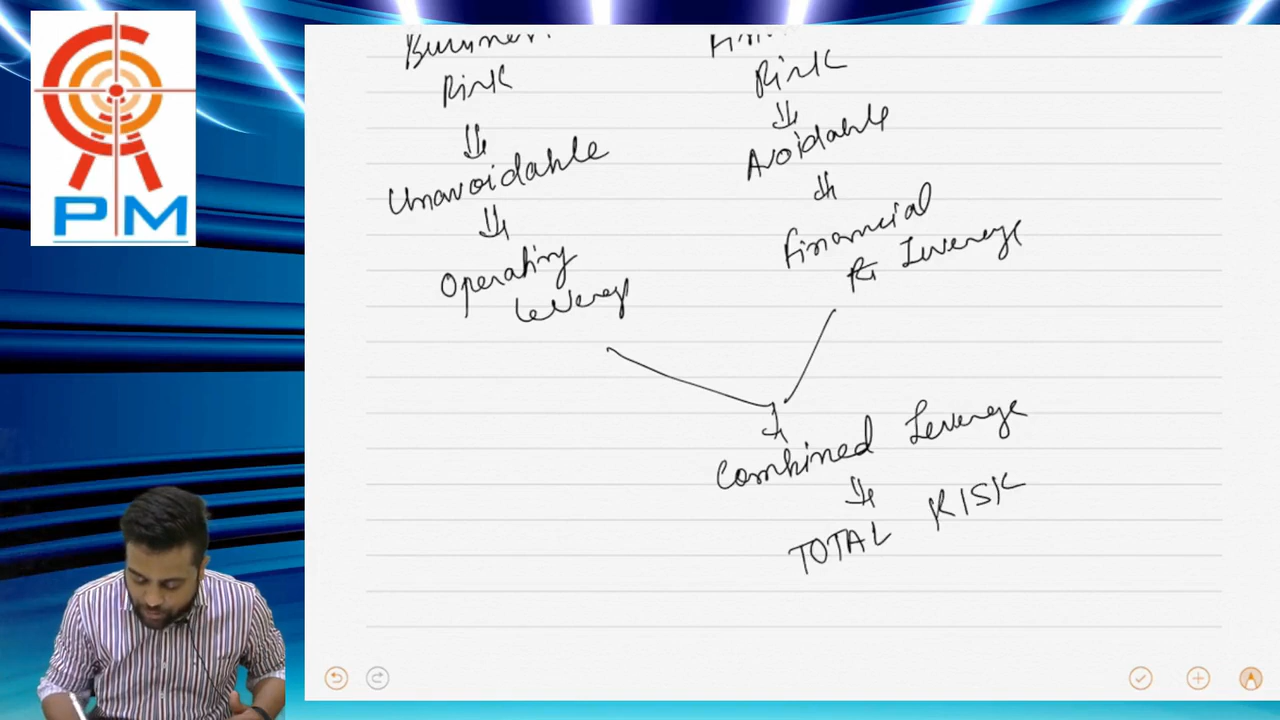 PM
Risk
Unavoidable
Operating
Leverage
Risk
Avoidable
Financial
Leverage
Combined Leverage
TOTAL RISK